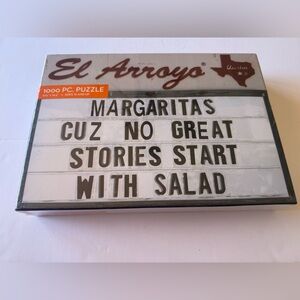 El Arroyo®
1000 PC. PUZZLE
MARGARITAS
CUZ NO GREAT
STORIES START
WITH SALAD